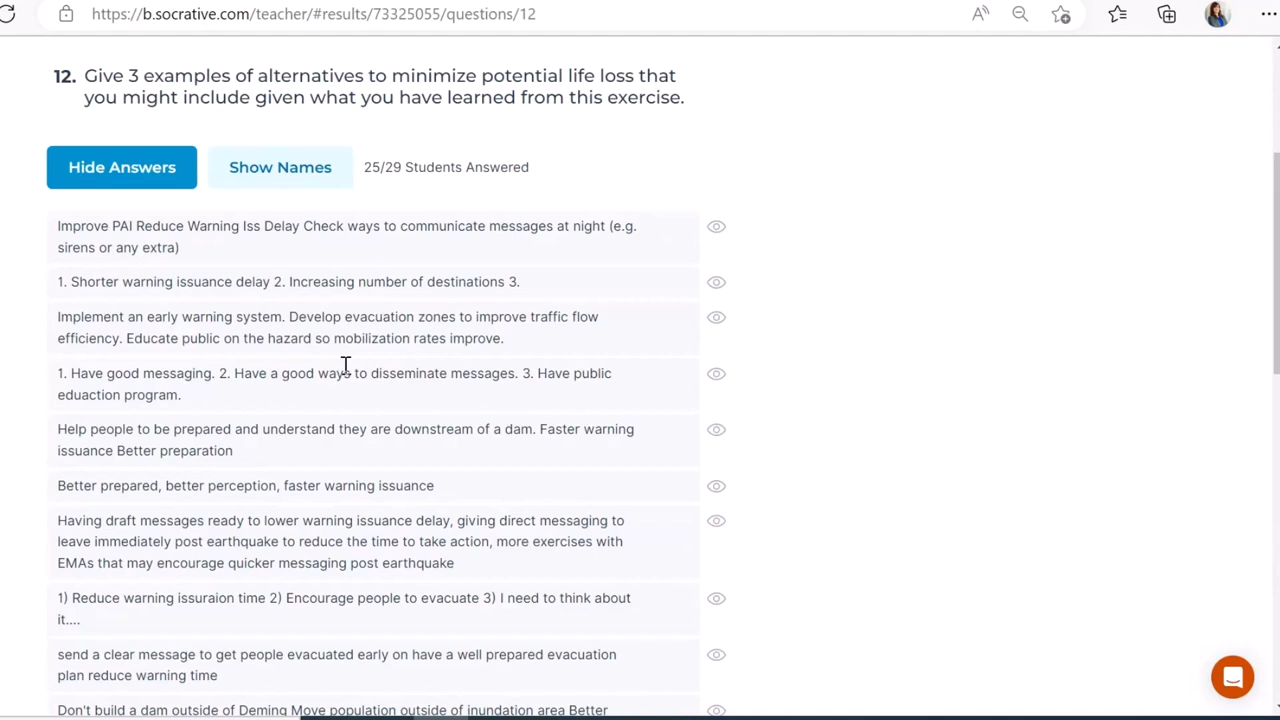 https://b.socrative.com/teacher/#results/73325055/questions/12
12. Give 3 examples of alternatives to minimize potential life loss that
you might include given what you have learned from this exercise.
Hide Answers
Show Names
25/29 Students Answered
Improve PAI Reduce Warning Iss Delay Check ways to communicate messages at night (e.g.
sirens or any extra)
1. Shorter warning issuance delay 2. Increasing number of destinations 3.
Implement an early warning system. Develop evacuation zones to improve traffic flow
efficiency. Educate public on the hazard so mobilization rates improve.
1. Have good messaging. 2. Have a good ways to disseminate messages. 3. Have public
eduaction program.
Help people to be prepared and understand they are downstream of a dam. Faster warning
issuance Better preparation
Better prepared, better perception, faster warning issuance
Having draft messages ready to lower warning issuance delay, giving direct messaging to
leave immediately post earthquake to reduce the time to take action, more exercises with
EMAs that may encourage quicker messaging post earthquake
1) Reduce warning issuraion time 2) Encourage people to evacuate 3) I need to think about
it....
send a clear message to get people evacuated early on have a well prepared evacuation
plan reduce warning time
Don't build a dam outside of Deming Move population outside of inundation area Better